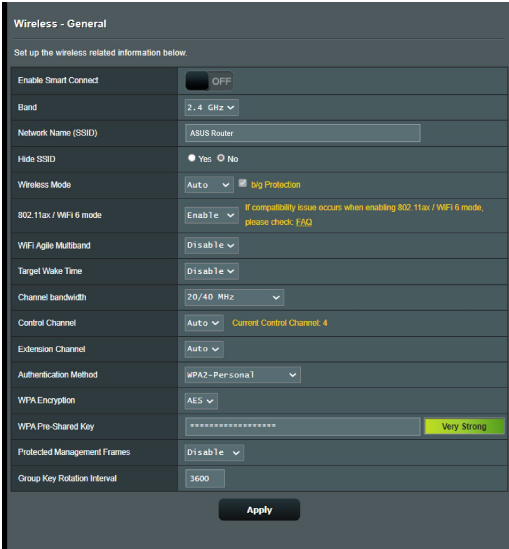 Wireless - General
Set up the wireless related information below.
Enable Smart Connect OFF
Band 2.4 GHz
Network Name (SSID) ASUS Router
Hide SSID Yes No
Wireless Mode Auto b/g Protection
802.11ax / WiFi 6 mode Enable If compatibility issue occurs when enabling 802.11ax / WiFi 6 mode,
please check: FAQ
WiFi Agile Multiband Disable
Target Wake Time Disable
Channel bandwidth 20/40 MHz
Control Channel Auto Current Control Channel: 4
Extension Channel Auto
Authentication Method WPA2-Personal
WPA Encryption AES
WPA Pre-Shared Key ****************** Very Strong
Protected Management Frames Disable
Group Key Rotation Interval 3600
Apply